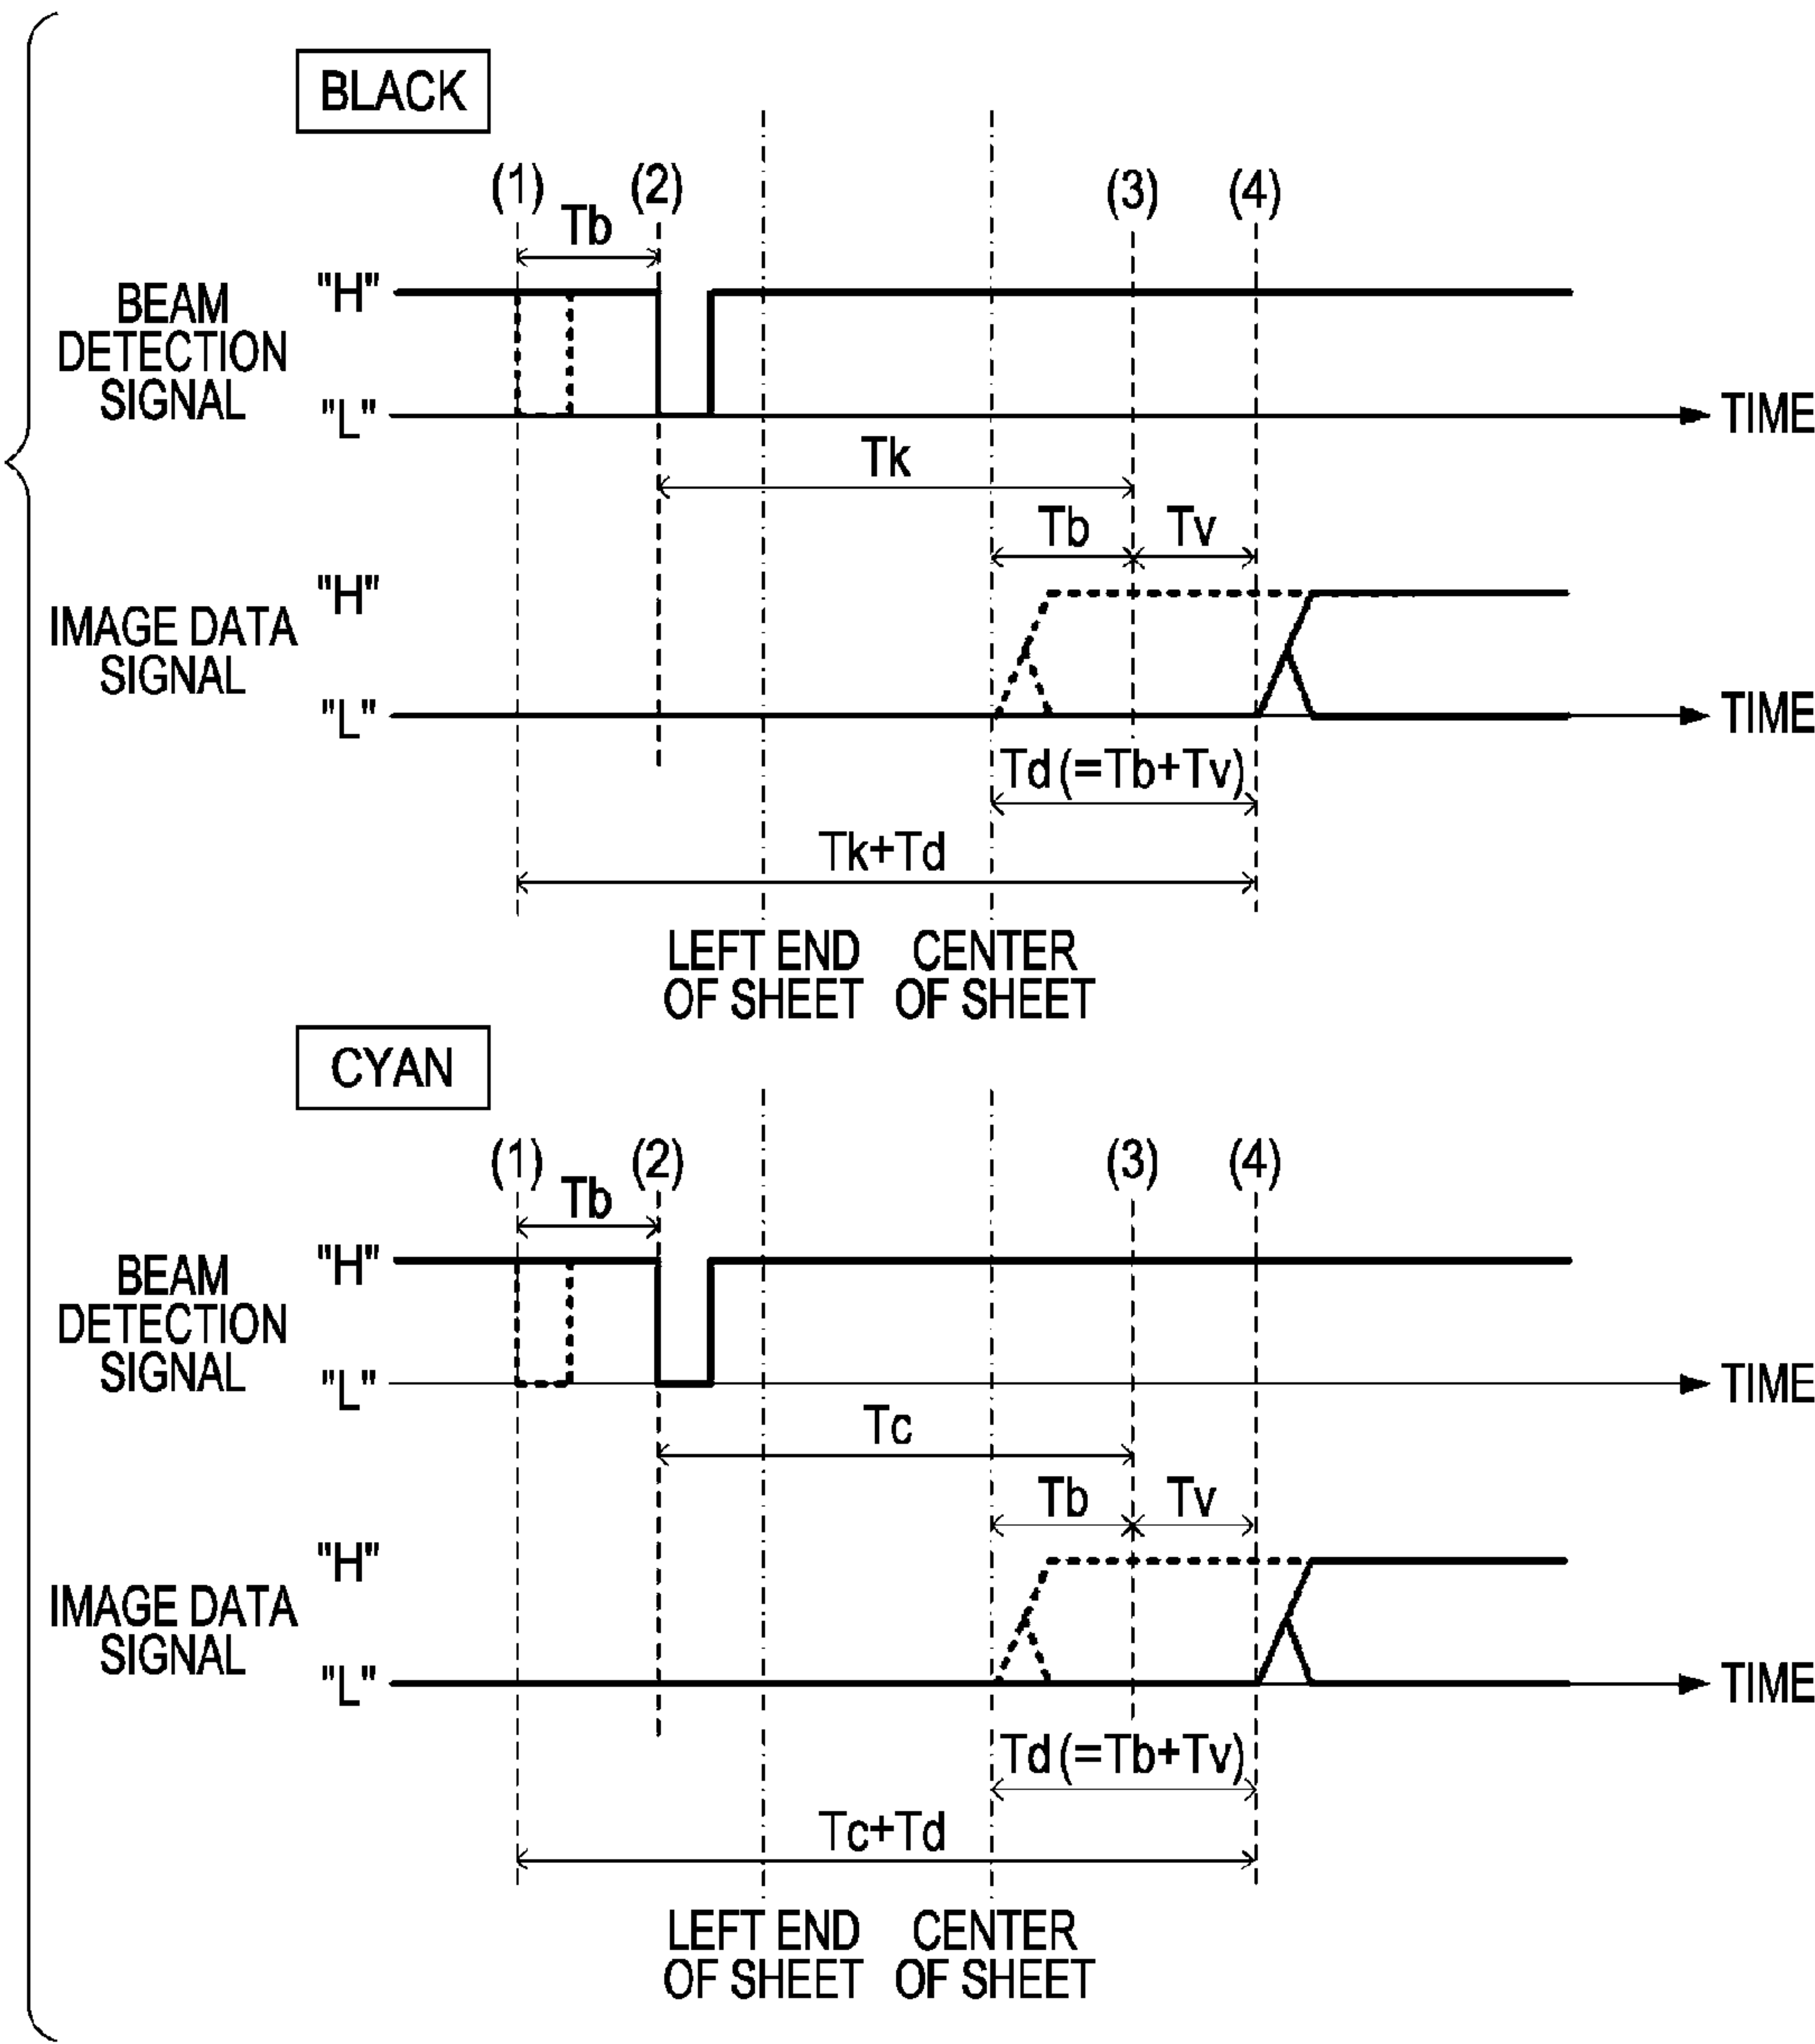 BLACK
(1) (2) (3) (4)
Tb
BEAM
DETECTION
SIGNAL
"H"
"L"
TIME
Tk
Tb Tv
IMAGE DATA
SIGNAL
"H"
"L"
TIME
Td (=Tb+Tv)
Tk+Td
LEFT END
OF SHEET
CENTER
OF SHEET
CYAN
(1) (2) (3) (4)
Tb
BEAM
DETECTION
SIGNAL
"H"
"L"
TIME
Tc
Tb Tv
IMAGE DATA
SIGNAL
"H"
"L"
TIME
Td (=Tb+Tv)
Tc+Td
LEFT END
OF SHEET
CENTER
OF SHEET